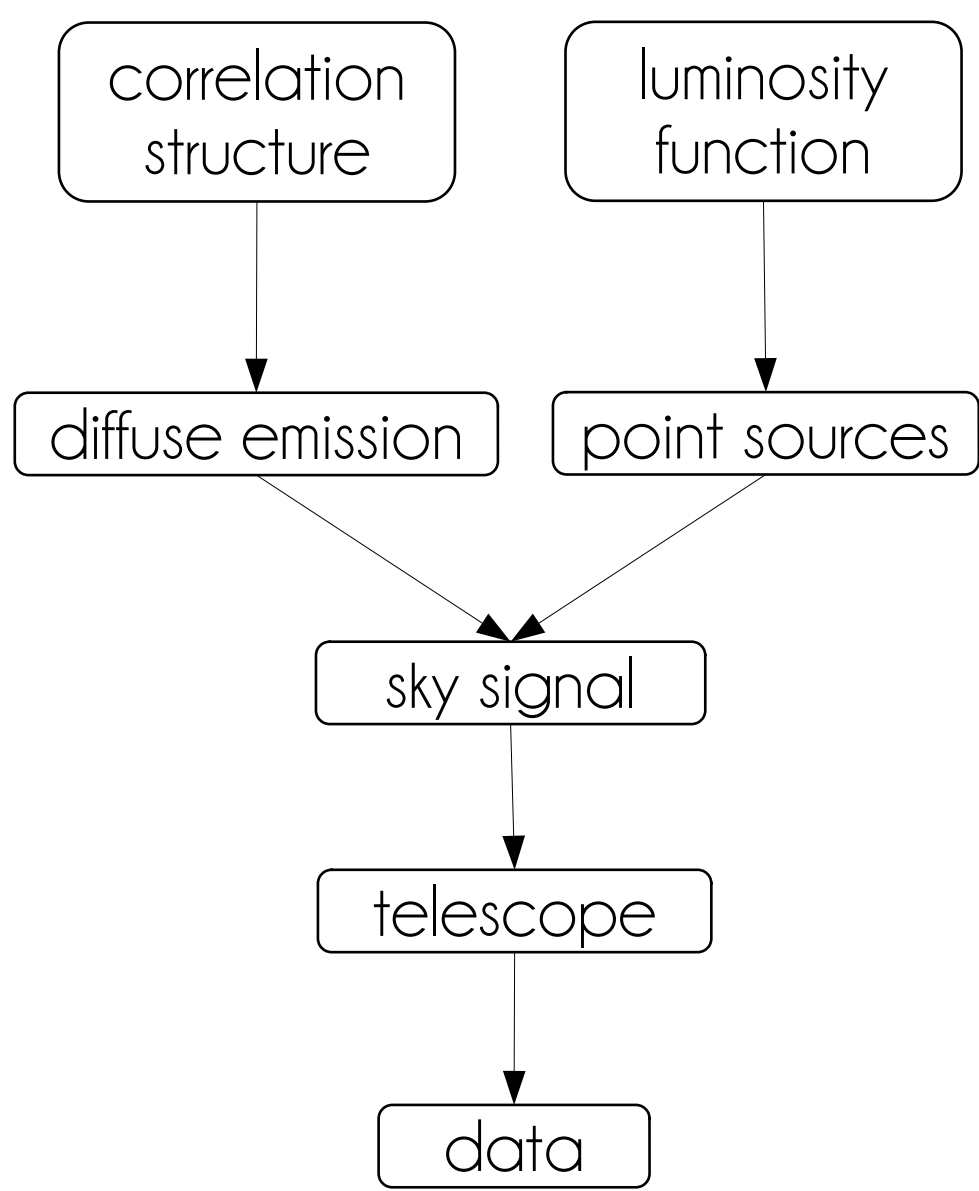 correlation
structure
luminosity
function
diffuse emission
point sources
sky signal
telescope
data